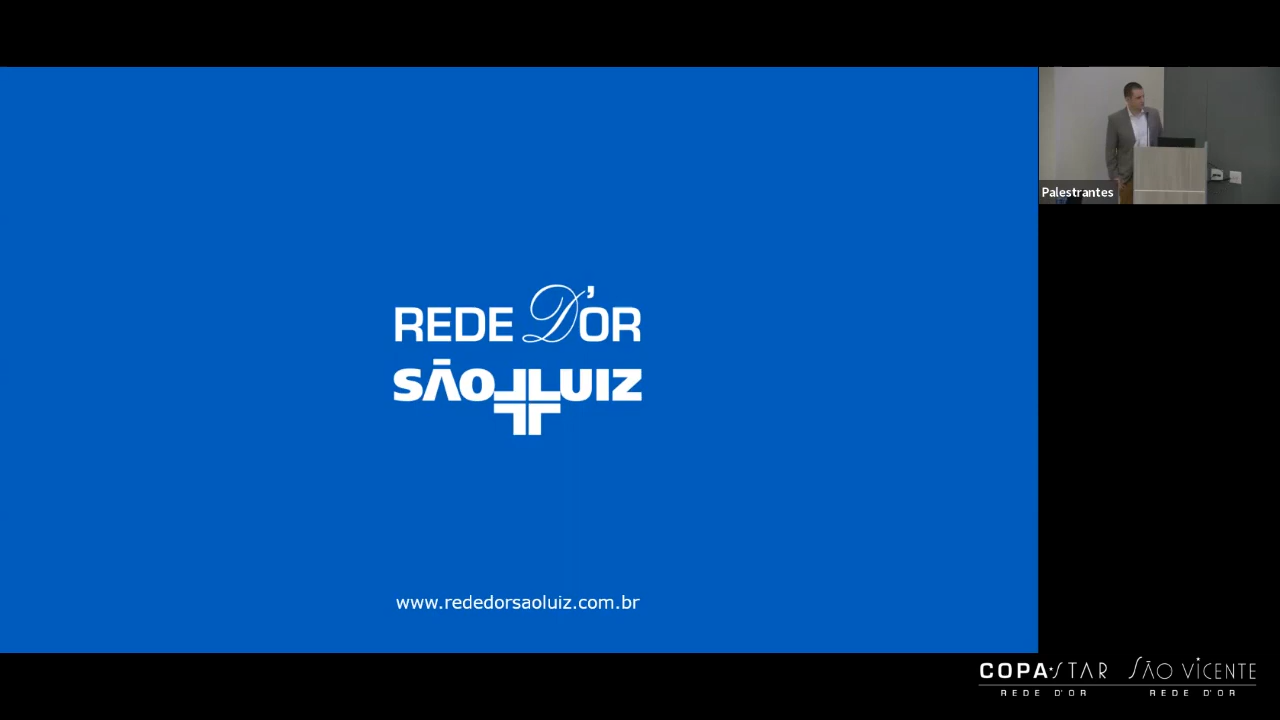 REDE D'OR
SÃO LUIZ
www.rededorsaoluiz.com.br
Palestrantes
COPA STAR
REDE D'OR
SÃO VICENTE
REDE D'OR